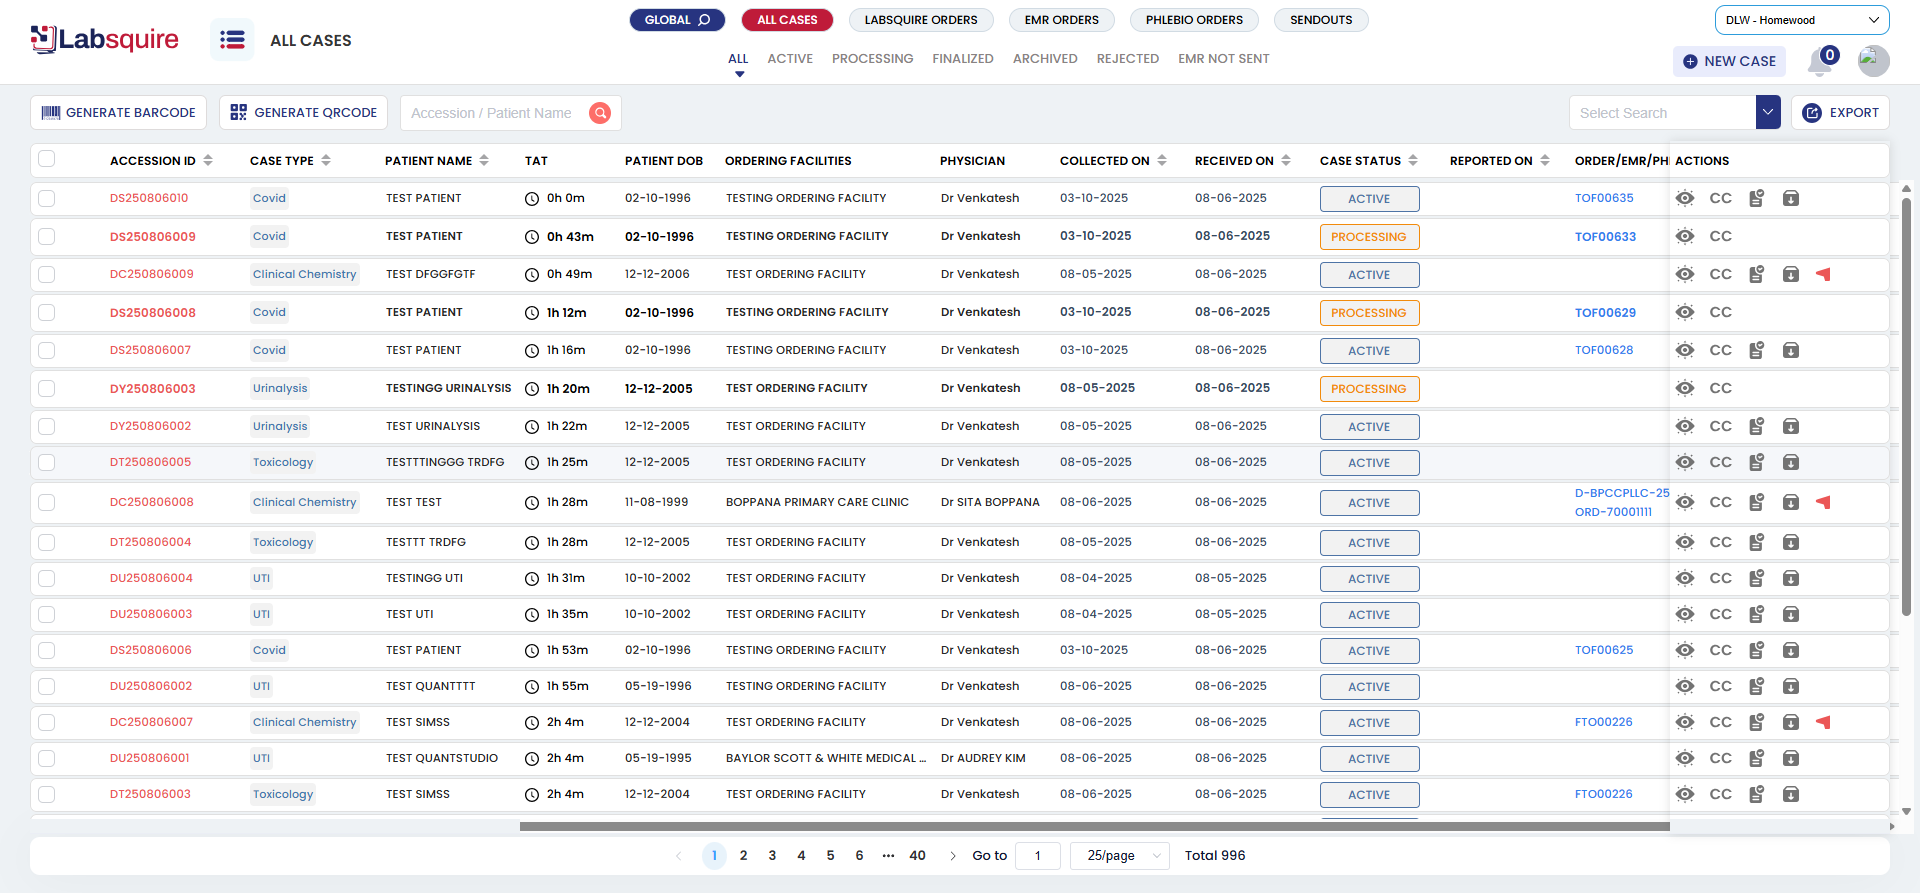 GLOBAL ALL CASES LABSQUIRE ORDERS EMR ORDERS PHLEBIO ORDERS SENDOUTS DLW - Homewood
Labsquire ALL CASES
ALL ACTIVE PROCESSING FINALIZED ARCHIVED REJECTED EMR NOT SENT NEW CASE 0
GENERATE BARCODE GENERATE QRCODE Accession / Patient Name Select Search EXPORT
ACCESSION ID CASE TYPE PATIENT NAME TAT PATIENT DOB ORDERING FACILITIES PHYSICIAN COLLECTED ON RECEIVED ON CASE STATUS REPORTED ON ORDER/EMR/PH ACTIONS
DS250806010 Covid TEST PATIENT 0h 0m 02-10-1996 TESTING ORDERING FACILITY Dr Venkatesh 03-10-2025 08-06-2025 ACTIVE TOF00635 CC
DS250806009 Covid TEST PATIENT 0h 43m 02-10-1996 TESTING ORDERING FACILITY Dr Venkatesh 03-10-2025 08-06-2025 PROCESSING TOF00633 CC
DC250806009 Clinical Chemistry TEST DFGGFGTF 0h 49m 12-12-2006 TEST ORDERING FACILITY Dr Venkatesh 08-05-2025 08-06-2025 ACTIVE CC
DS250806008 Covid TEST PATIENT 1h 12m 02-10-1996 TESTING ORDERING FACILITY Dr Venkatesh 03-10-2025 08-06-2025 PROCESSING TOF00629 CC
DS250806007 Covid TEST PATIENT 1h 16m 02-10-1996 TESTING ORDERING FACILITY Dr Venkatesh 03-10-2025 08-06-2025 ACTIVE TOF00628 CC
DY250806003 Urinalysis TESTINGG URINALYSIS 1h 20m 12-12-2005 TEST ORDERING FACILITY Dr Venkatesh 08-05-2025 08-06-2025 PROCESSING CC
DY250806002 Urinalysis TEST URINALYSIS 1h 22m 12-12-2005 TEST ORDERING FACILITY Dr Venkatesh 08-05-2025 08-06-2025 ACTIVE CC
DT250806005 Toxicology TESTTTINGGG TRDFG 1h 25m 12-12-2005 TEST ORDERING FACILITY Dr Venkatesh 08-05-2025 08-06-2025 ACTIVE CC
DC250806008 Clinical Chemistry TEST TEST 1h 28m 11-08-1999 BOPPANA PRIMARY CARE CLINIC Dr SITA BOPPANA 08-06-2025 08-06-2025 ACTIVE D-BPCCPLLC-25 CC
ORD-70001111
DT250806004 Toxicology TESTTT TRDFG 1h 28m 12-12-2005 TEST ORDERING FACILITY Dr Venkatesh 08-05-2025 08-06-2025 ACTIVE CC
DU250806004 UTI TESTINGG UTI 1h 31m 10-10-2002 TEST ORDERING FACILITY Dr Venkatesh 08-04-2025 08-05-2025 ACTIVE CC
DU250806003 UTI TEST UTI 1h 35m 10-10-2002 TEST ORDERING FACILITY Dr Venkatesh 08-04-2025 08-05-2025 ACTIVE CC
DS250806006 Covid TEST PATIENT 1h 53m 02-10-1996 TESTING ORDERING FACILITY Dr Venkatesh 03-10-2025 08-06-2025 ACTIVE TOF00625 CC
DU250806002 UTI TEST QUANTTTT 1h 55m 05-19-1996 TESTING ORDERING FACILITY Dr Venkatesh 08-06-2025 08-06-2025 ACTIVE CC
DC250806007 Clinical Chemistry TEST SIMSS 2h 4m 12-12-2004 TEST ORDERING FACILITY Dr Venkatesh 08-06-2025 08-06-2025 ACTIVE FTO00226 CC
DU250806001 UTI TEST QUANTSTUDIO 2h 4m 05-19-1995 BAYLOR SCOTT & WHITE MEDICAL ... Dr AUDREY KIM 08-06-2025 08-06-2025 ACTIVE CC
DT250806003 Toxicology TEST SIMSS 2h 4m 12-12-2004 TEST ORDERING FACILITY Dr Venkatesh 08-06-2025 08-06-2025 ACTIVE FTO00226 CC
1 2 3 4 5 6 ••• 40 Go to 1 25/page Total 996